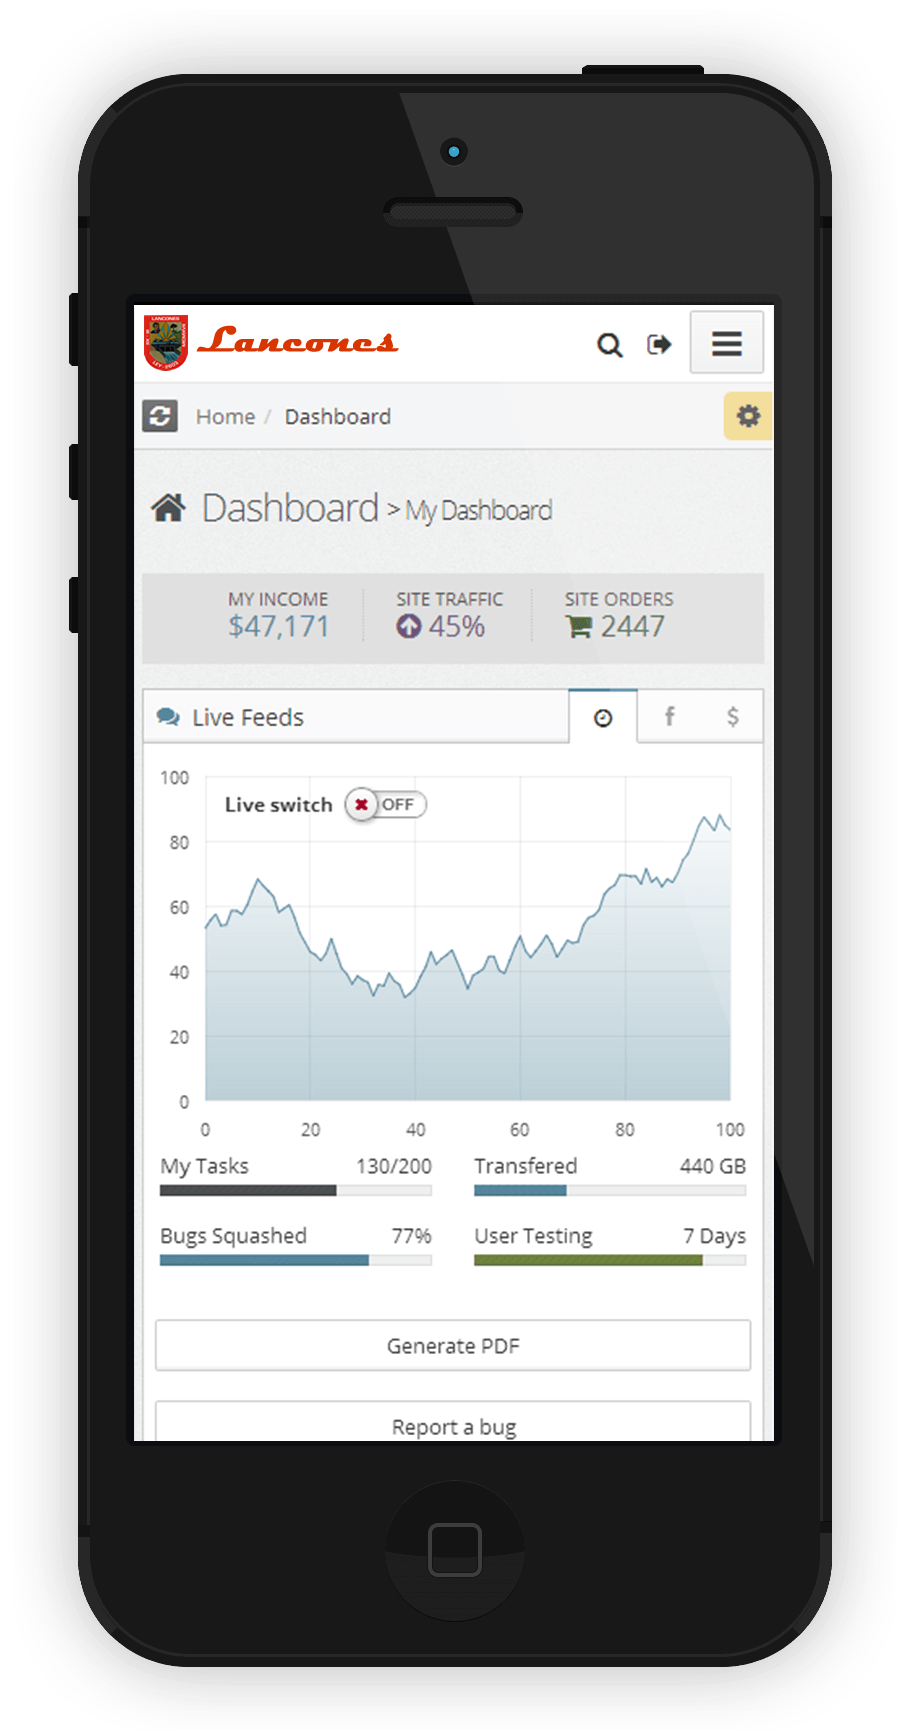 LANCONES
Lancones
Home / Dashboard
Dashboard > My Dashboard
MY INCOME SITE TRAFFIC SITE ORDERS
$47,171 45% 2447
Live Feeds f $
100
Live switch OFF
80
60
40
20
0
0 20 40 60 80 100
My Tasks 130/200 Transfered 440 GB
Bugs Squashed 77% User Testing 7 Days
Generate PDF
Report a bug